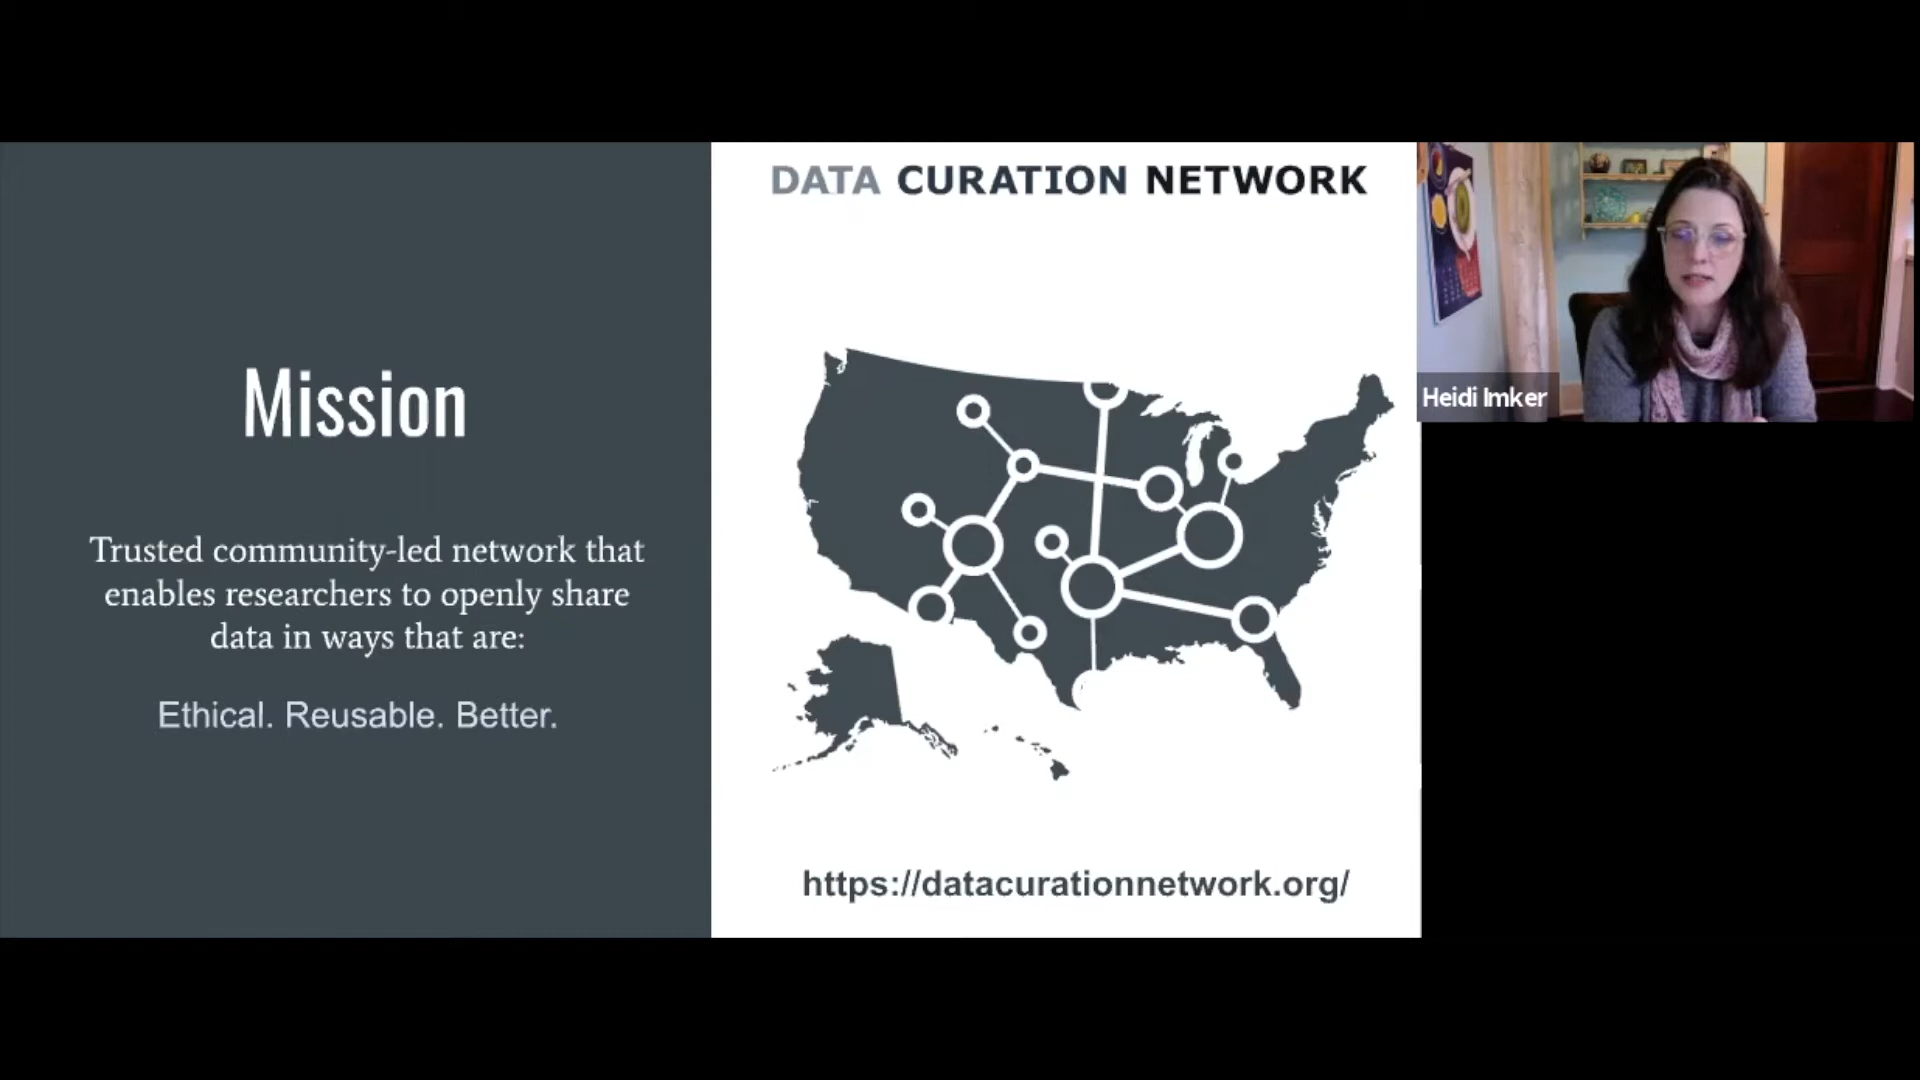 Mission
Trusted community-led network that
enables researchers to openly share
data in ways that are:
Ethical. Reusable. Better.
DATA CURATION NETWORK
https://datacurationnetwork.org/
Heidi Imker